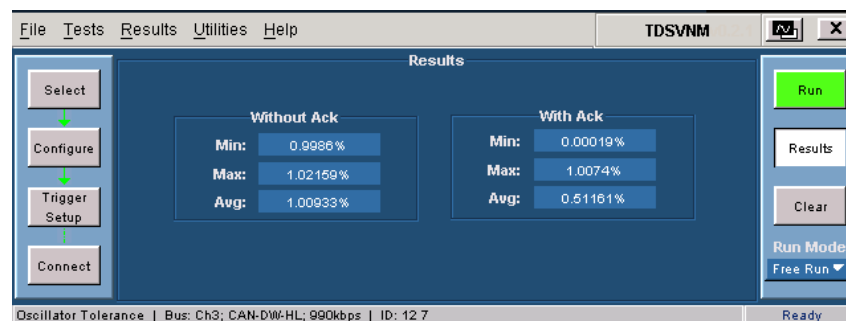 File Tests Results Utilities Help TDSVNM X
Results
Select
Configure
Trigger
Setup
Connect
Without Ack
Min: 0.9986%
Max: 1.02159%
Avg: 1.00933%
With Ack
Min: 0.00019%
Max: 1.0074%
Avg: 0.51161%
Run
Results
Clear
Run Mode
Free Run
Oscillator Tolerance | Bus: Ch3; CAN-DW-HL; 990kbps | ID: 12 7 Ready